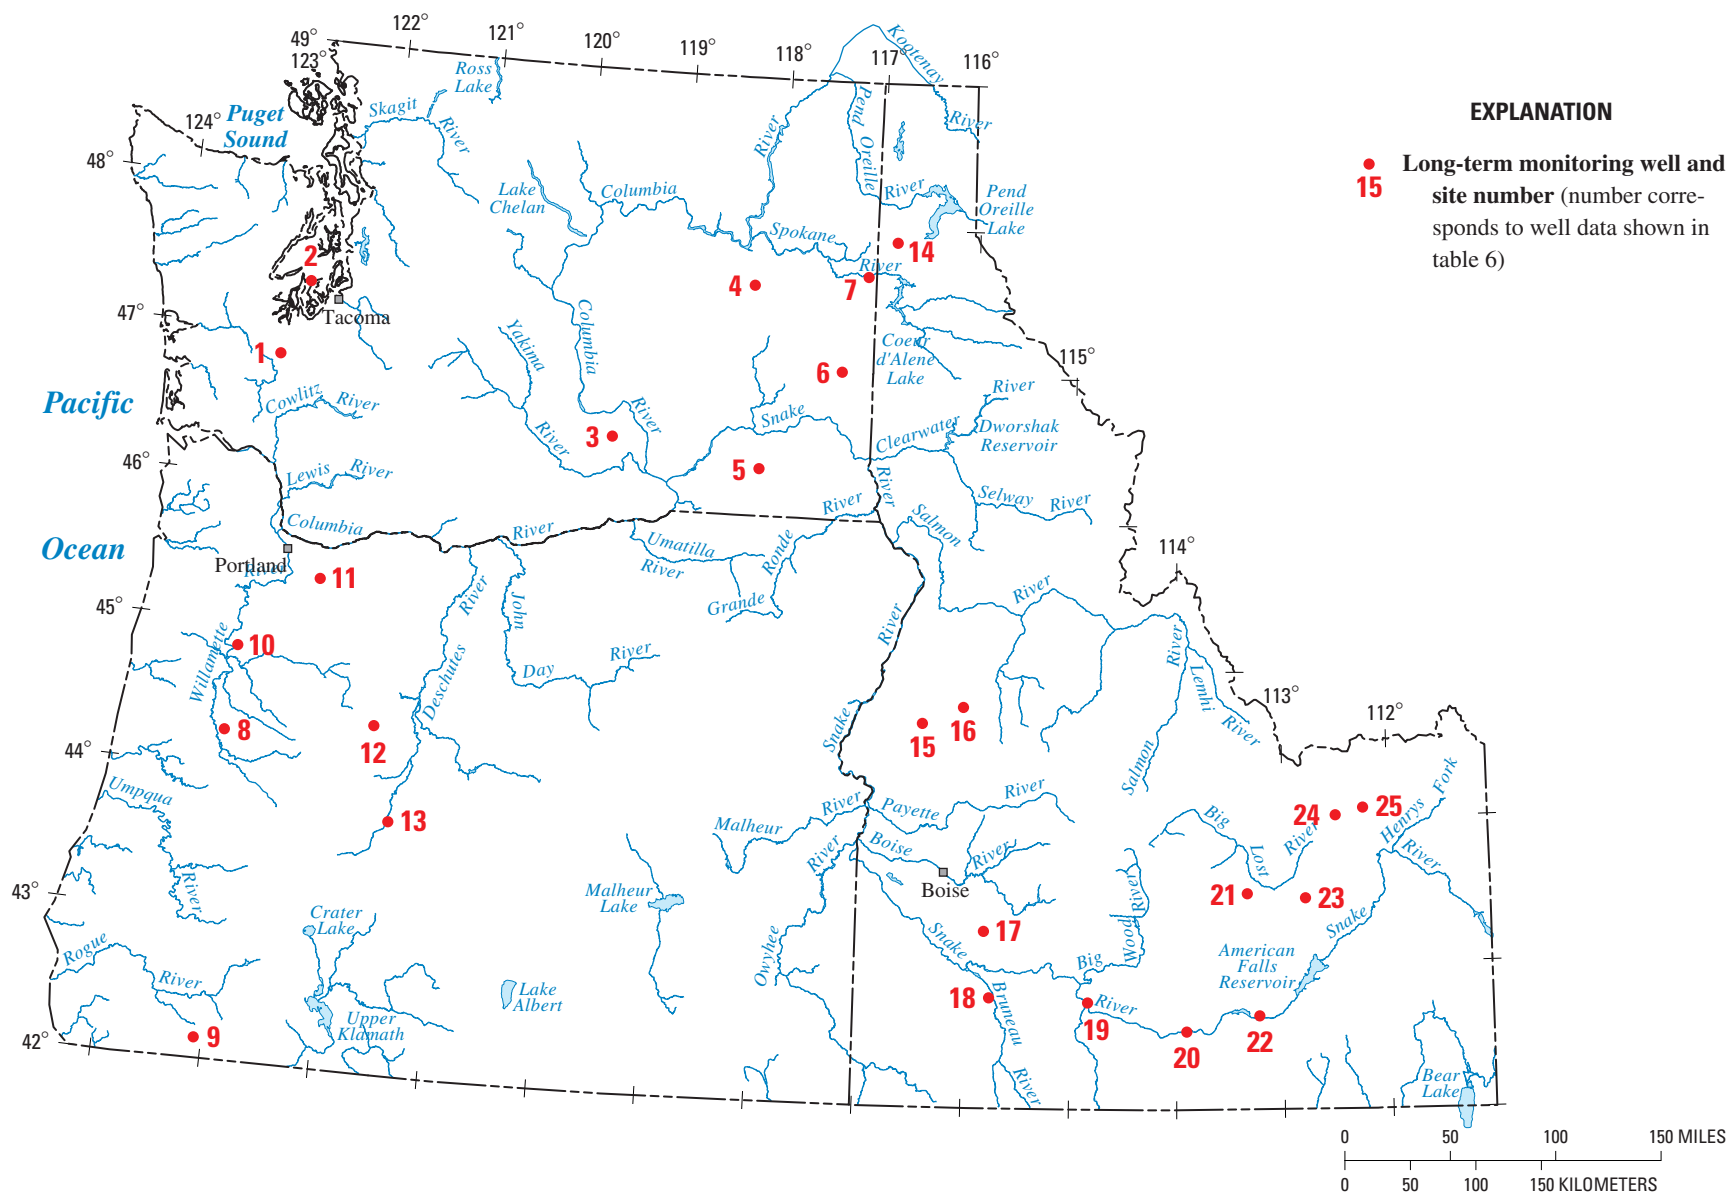 122°
121°
120°
119°
118°
117°
116°
49°
123°
124°
48°
47°
46°
45°
44°
43°
42°
115°
114°
113°
112°
Ross
Lake
Skagit
River
Puget
Sound
Kootenay
River
Pend
Oreille
River
River
Pend
Oreille
Lake
Lake
Chelan
Columbia
Spokane
River
2
Tacoma
4
7
14
1
Yakima
River
Columbia
River
6
Coeur
d'Alene
Lake
Pacific
Ocean
Cowlitz
River
3
Snake
5
Clearwater
River
Dworshak
Reservoir
River
Lewis
River
Selway
River
Columbia
River
River
Salmon
River
Portland
River
11
Umatilla
River
Ronde
Grande
River
John
Day
River
River
Deschutes
10
Willamette
8
12
13
River
Snake
15
16
River
Lemhi
River
Salmon
Umpqua
River
Malheur
River
Payette
River
Boise
River
Boise
River
Owyhee
Big
Lost
River
24
25
Henrys
Fork
River
21
23
Snake
Malheur
Lake
Crater
Lake
Rogue
River
9
Upper
Klamath
Lake
Albert
17
18
Snake
Bruneau
River
Big
Wood
River
River
19
20
22
American
Falls
Reservoir
Bear
Lake
EXPLANATION
15
Long-term monitoring well and
site number (number corre-
sponds to well data shown in
table 6)
0 50 100 150 MILES
0 50 100 150 KILOMETERS